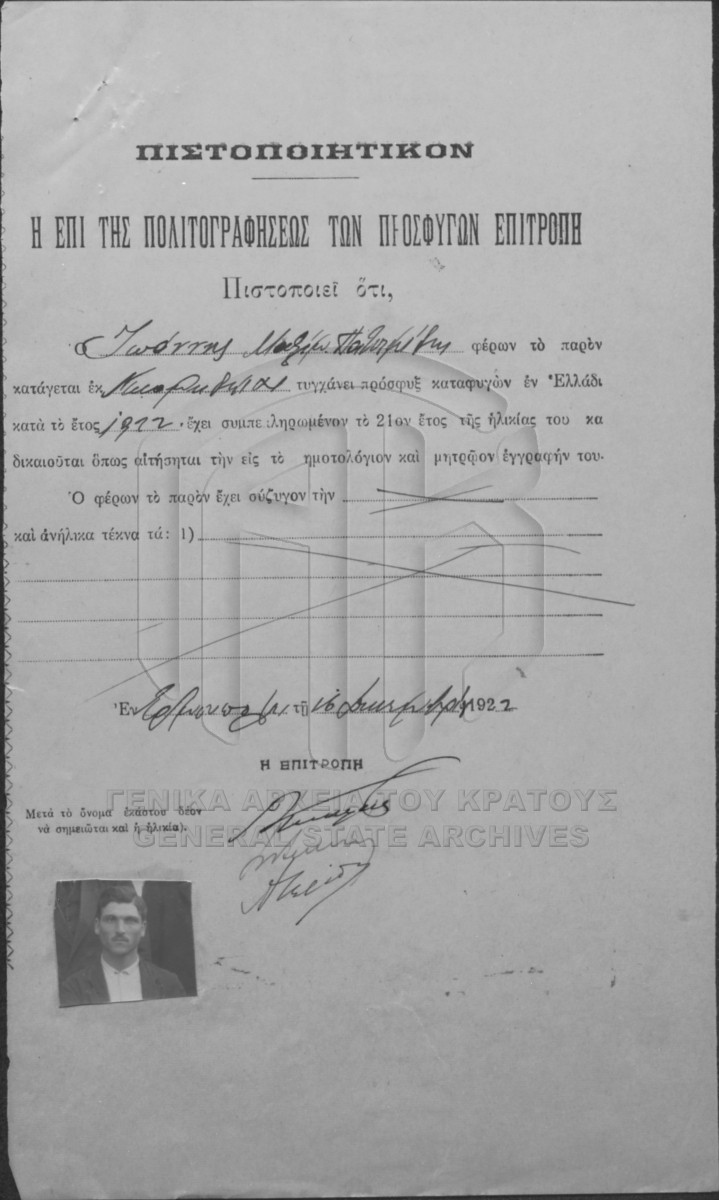 ΠΙΣΤΟΠΟΙΗΤΙΚΟΝ
Η ΕΠΙ ΤΗΣ ΠΟΛΙΤΟΓΡΑΦΗΣΕΩΣ ΤΩΝ ΠΡΟΣΦΥΓΩΝ ΕΠΙΤΡΟΠΗ
Πιστοποιεῖ ὅτι,
Ὁ Ἰωάννης φέρων τὸ παρὸν
κατάγεται ἐκ τυγχάνει πρόσφυξ καταφυγὼν ἐν Ἑλλάδι
κατὰ τὸ ἔτος 1922 ἔχει συμπεπληρωμένον τὸ 21ον ἔτος τῆς ἡλικίας του κα
δικαιοῦται ὅπως αἰτήσηται τὴν εἰς τὸ ημοτολόγιον καὶ μητρῷον ἐγγραφήν του.
Ὁ φέρων τὸ παρὸν ἔχει σύζυγον τὴν
καὶ ἀνήλικα τέκνα τά: 1)
Ἐν τῇ 16 1922
Η ΕΠΙΤΡΟΠΗ
ΓΕΝΙΚΑ ΑΡΧΕΙΑ ΤΟΥ ΚΡΑΤΟΥΣ
Μετὰ τὸ ὄνομα ἑκάστου δέον
νὰ σημειῶται καὶ ἡ ἡλικία).
GENERAL STATE ARCHIVES